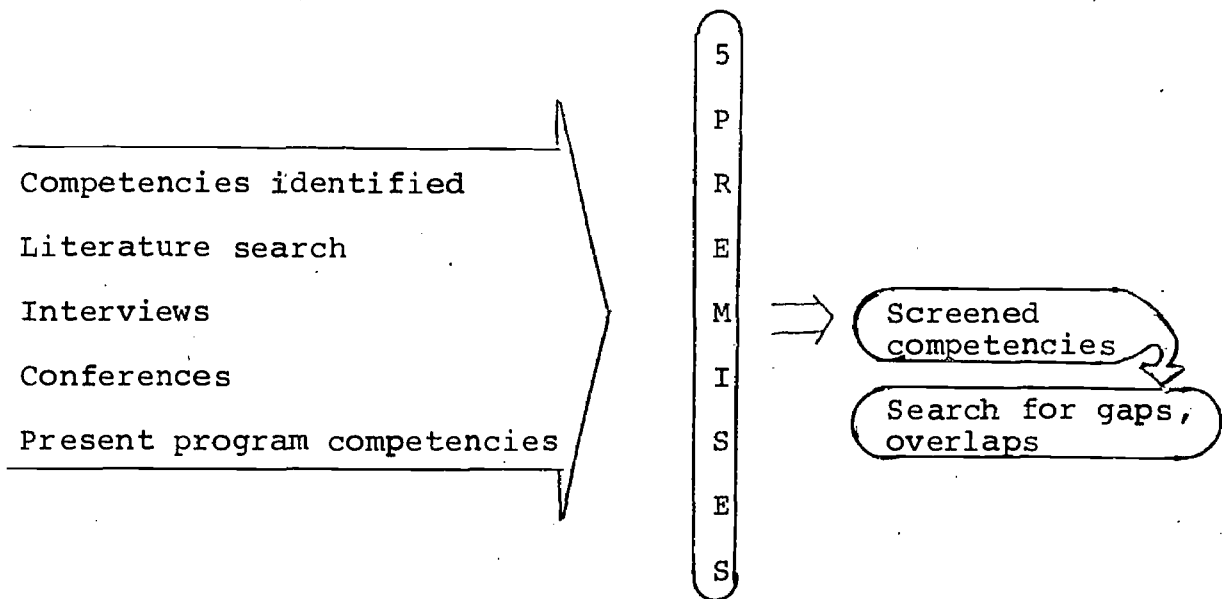 Competencies identified
Literature search
Interviews
Conferences
Present program competencies
5
P
R
E
M
I
S
E
S
Screened
competencies
Search for gaps,
overlaps